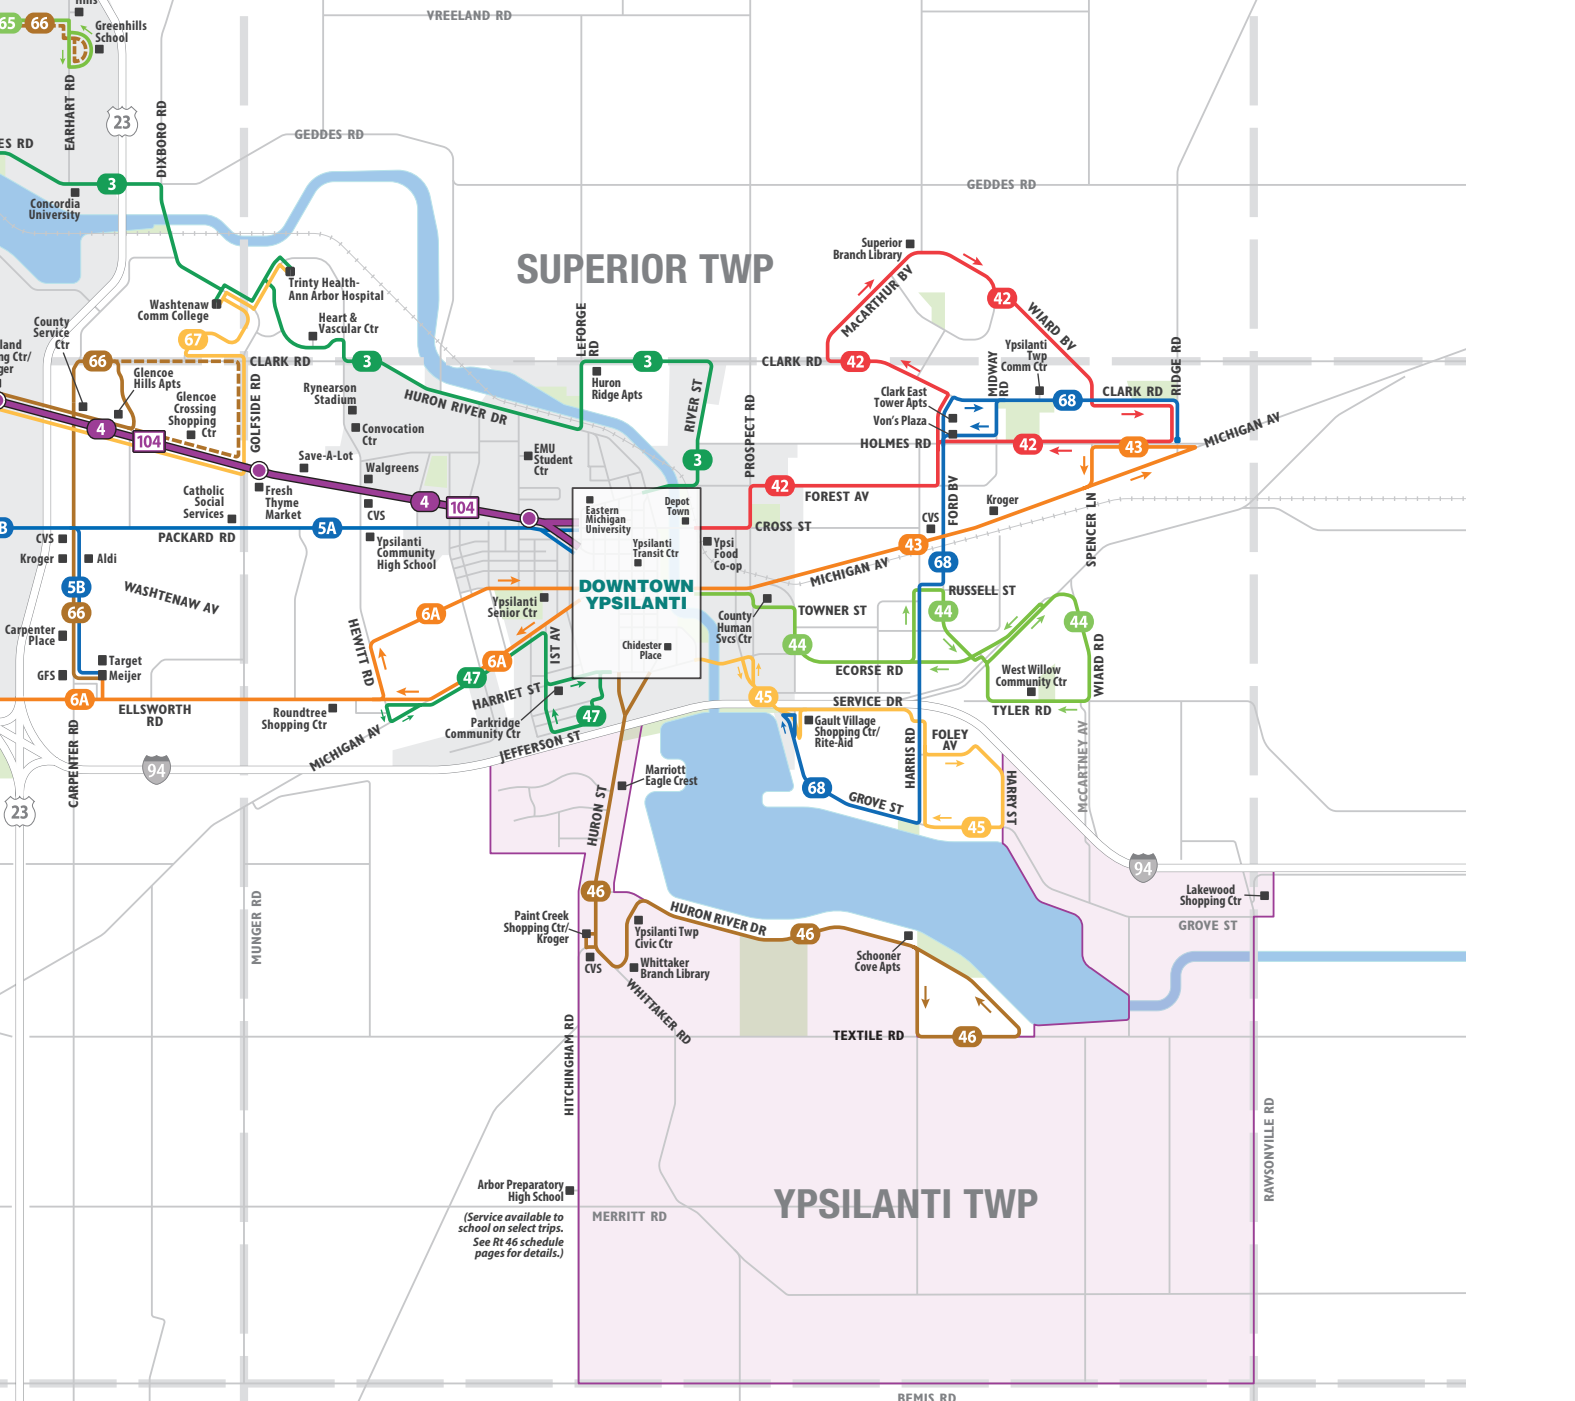 Hills
65
66
Greenhills
School
VREELAND RD
EARHART RD
23
DIXBORO RD
GEDDES RD
ES RD
3
Concordia
University
GEDDES RD
SUPERIOR TWP
Superior
Branch Library
MACARTHUR BV
42
WIARD BV
Trinty Health-
Ann Arbor Hospital
Washtenaw
Comm College
Heart &
Vascular Ctr
County
Service
Ctr
67
LEFORGE
RD
land
ng Ctr/
ger
66
CLARK RD
3
3
CLARK RD
42
Ypsilanti
Twp
Comm Ctr
MIDWAY
RD
RIDGE RD
Glencoe
Hills Apts
Glencoe
Crossing
Shopping
Ctr
GOLFSIDE RD
Rynearson
Stadium
HURON RIVER DR
Huron
Ridge Apts
RIVER ST
Clark East
Tower Apts
Von's Plaza
68
CLARK RD
PROSPECT RD
4
104
Convocation
Ctr
EMU
Student
Ctr
HOLMES RD
42
43
MICHIGAN AV
Save-A-Lot
Walgreens
3
Catholic
Social
Services
Fresh
Thyme
Market
CVS
4
104
42
FOREST AV
FORD BV
Kroger
SPENCER LN
Eastern
Michigan
University
Depot
Town
B
5A
PACKARD RD
CROSS ST
CVS
CVS
Kroger
Aldi
Ypsilanti
Community
High School
Ypsilanti
Transit Ctr
Ypsi
Food
Co-op
43
MICHIGAN AV
68
5B
WASHTENAW AV
66
DOWNTOWN
YPSILANTI
Ypsilanti
Senior Ctr
6A
RUSSELL ST
TOWNER ST
44
44
County
Human
Svcs Ctr
Carpenter
Place
HEWITT RD
1ST AV
Chidester
Place
44
WIARD RD
6A
Target
GFS
Meijer
47
ECORSE RD
West Willow
Community Ctr
6A
ELLSWORTH
RD
HARRIET ST
45
SERVICE DR
TYLER RD
Roundtree
Shopping Ctr
Parkridge
Community Ctr
47
Gault Village
Shopping Ctr/
Rite-Aid
HARRIS RD
FOLEY
AV
MICHIGAN AV
JEFFERSON ST
McCARTNEY AV
94
CARPENTER RD
Marriott
Eagle Crest
68
GROVE ST
HARRY ST
23
HURON ST
45
94
46
Lakewood
Shopping Ctr
MUNGER RD
Paint Creek
Shopping Ctr/
Kroger
HURON RIVER DR
Ypsilanti Twp
Civic Ctr
46
GROVE ST
CVS
Whittaker
Branch Library
Schooner
Cove Apts
WHITTAKER RD
HITCHINGHAM RD
TEXTILE RD
46
RAWSONVILLE RD
Arbor Preparatory
High School
(Service available to
school on select trips.
See Rt 46 schedule
pages for details.)
MERRITT RD
YPSILANTI TWP
BEMIS RD